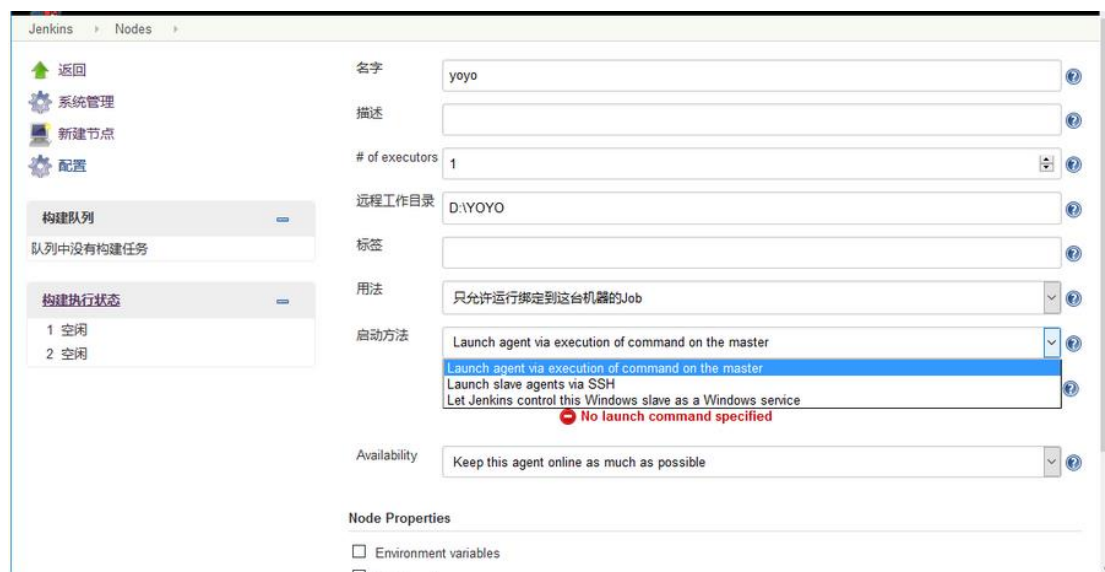 Jenkins Nodes
返回
系统管理
新建节点
配置
构建队列
队列中没有构建任务
构建执行状态
1 空闲
2 空闲
名字 yoyo
描述
# of executors 1
远程工作目录 D:\YOYO
标签
用法 只允许运行绑定到这台机器的Job
启动方法 Launch agent via execution of command on the master
Launch agent via execution of command on the master
Launch slave agents via SSH
Let Jenkins control this Windows slave as a Windows service
No launch command specified
Availability Keep this agent online as much as possible
Node Properties
Environment variables